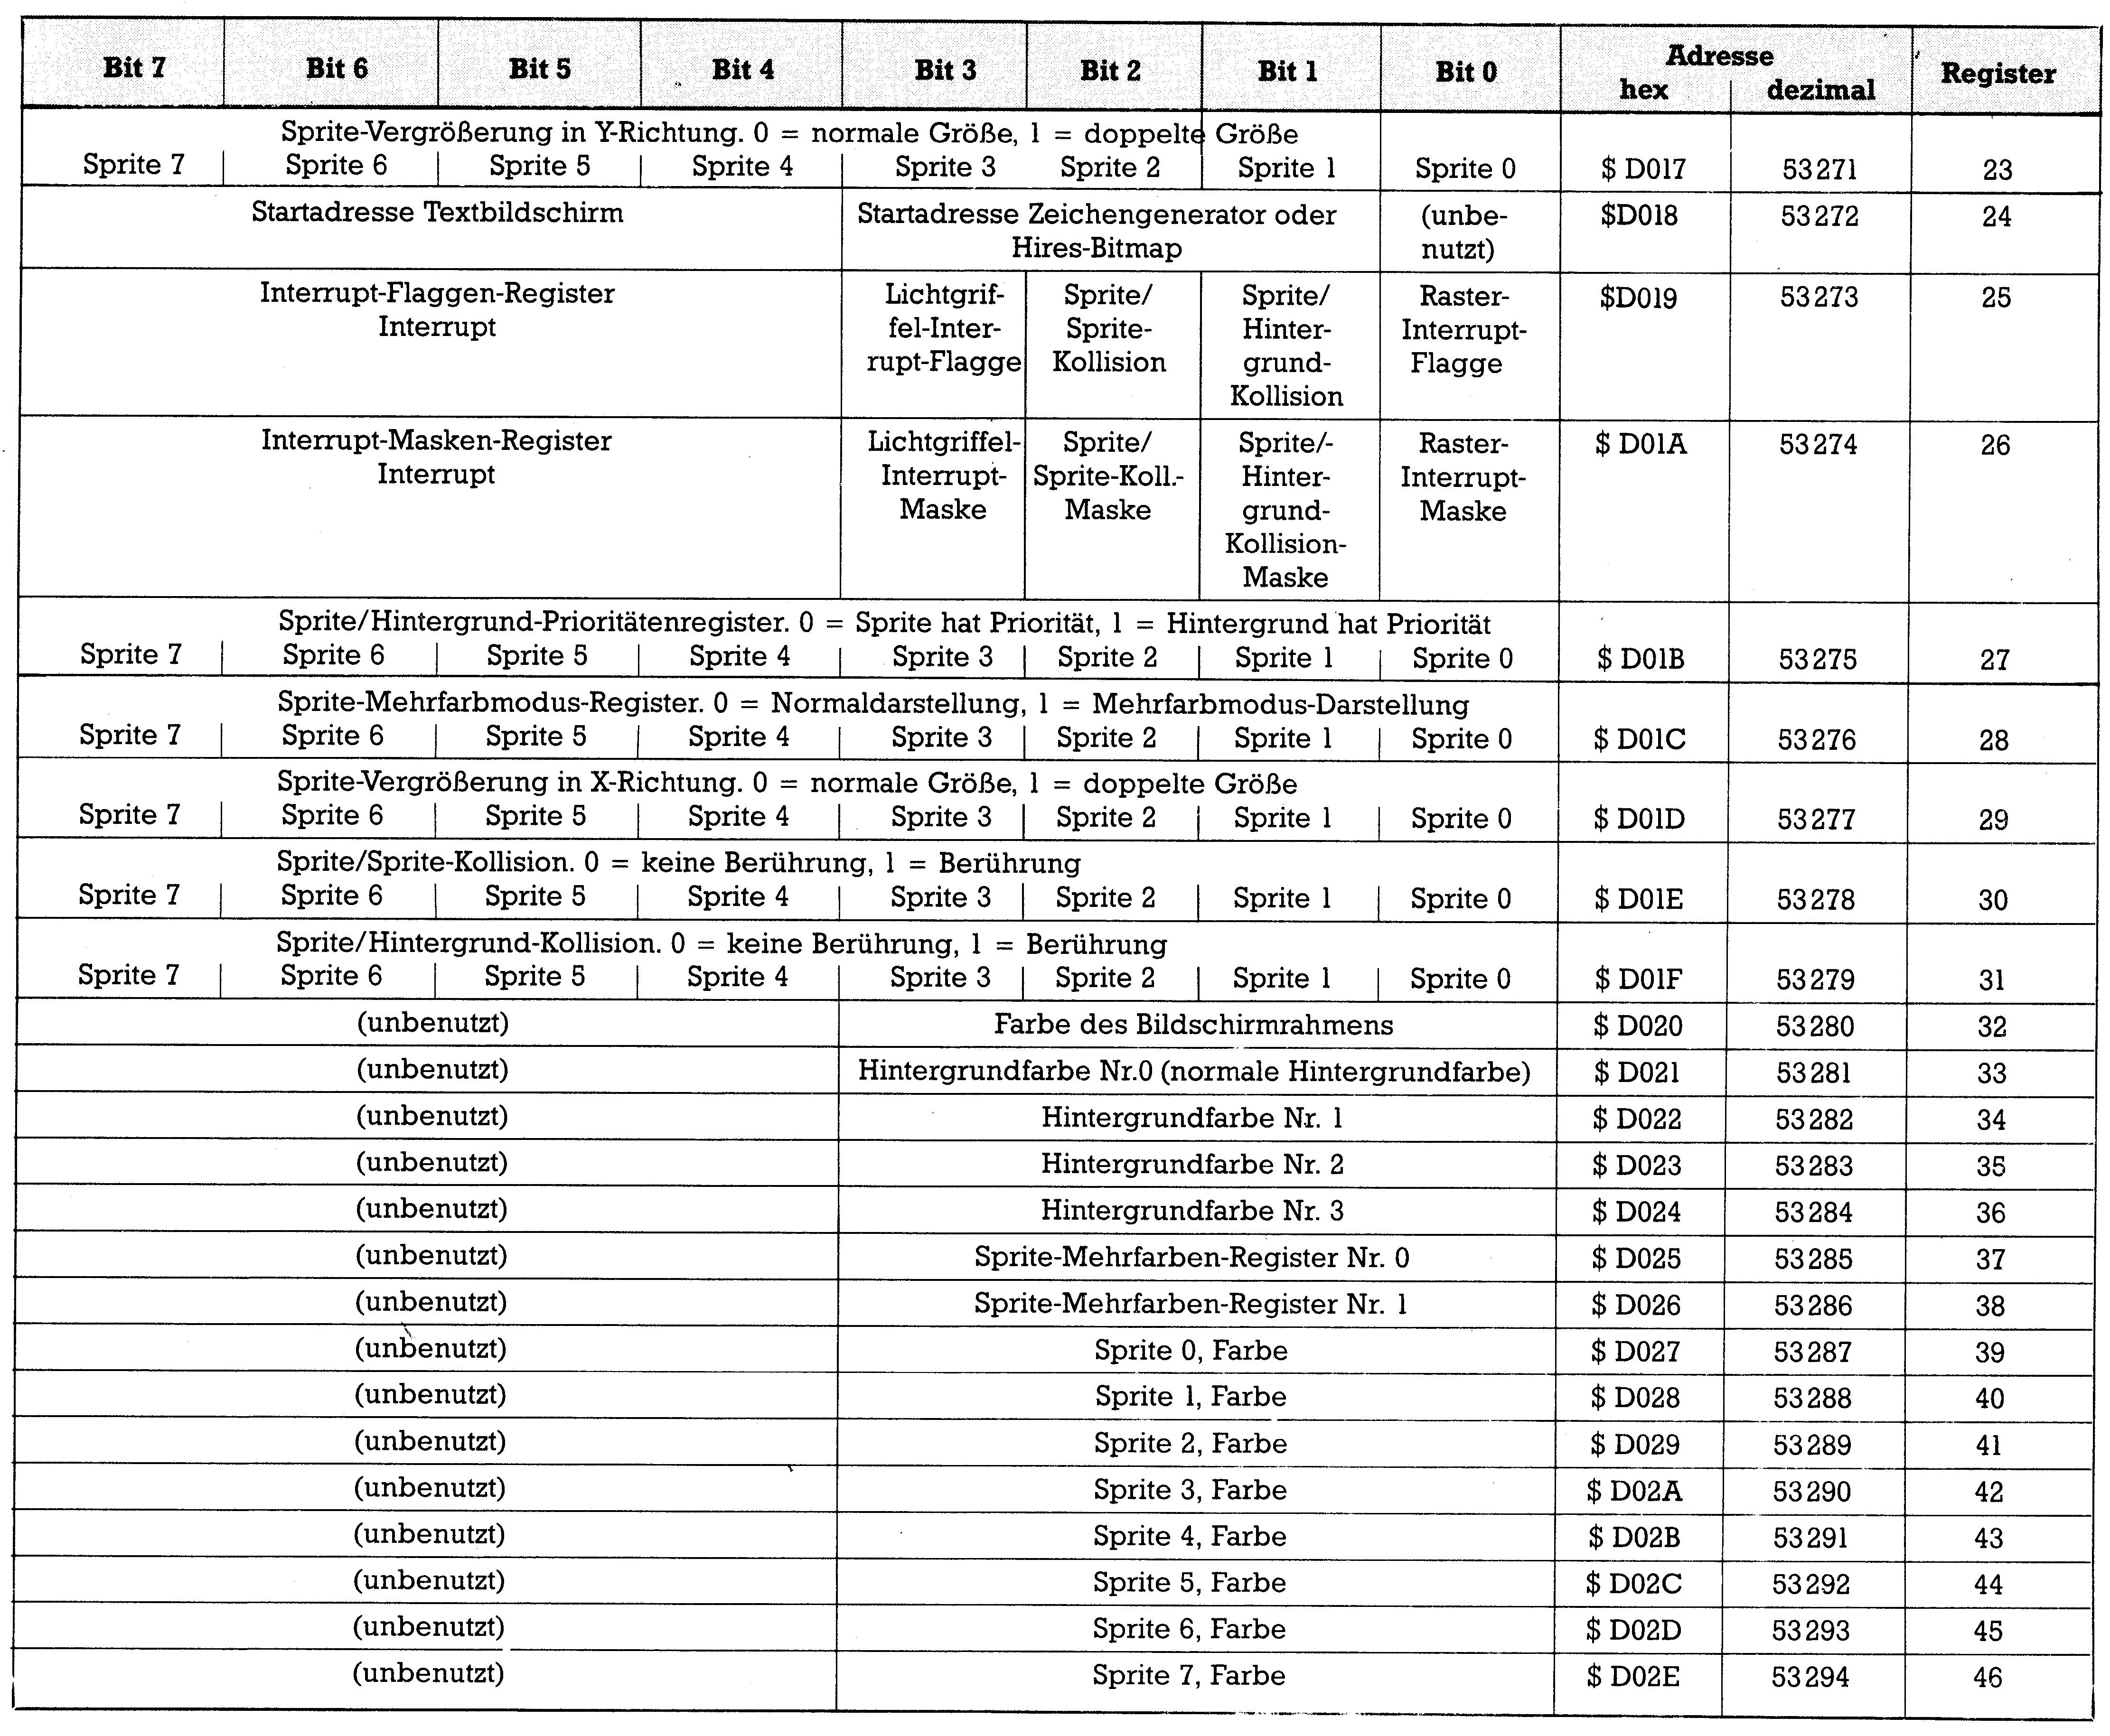 Bit 7 Bit 6 Bit 5 Bit 4 Bit 3 Bit 2 Bit 1 Bit 0 Adresse Register
hex dezimal
Sprite-Vergrößerung in Y-Richtung. 0 = normale Größe, 1 = doppelte Größe
Sprite 7 Sprite 6 Sprite 5 Sprite 4 Sprite 3 Sprite 2 Sprite 1 Sprite 0 $ D017 53271 23
Startadresse Textbildschirm Startadresse Zeichengenerator oder (unbe- $D018 53272 24
Hires-Bitmap nutzt)
Interrupt-Flaggen-Register Lichtgrif- Sprite/ Sprite/ Raster- $D019 53273 25
Interrupt fel-Inter- Sprite- Hinter- Interrupt-
rupt-Flagge Kollision grund- Flagge
Kollision
Interrupt-Masken-Register Lichtgriffel- Sprite/ Sprite/- Raster- $ D01A 53274 26
Interrupt Interrupt- Sprite-Koll.- Hinter- Interrupt-
Maske Maske grund- Maske
Kollision-
Maske
Sprite/Hintergrund-Prioritätenregister. 0 = Sprite hat Priorität, 1 = Hintergrund hat Priorität
Sprite 7 Sprite 6 Sprite 5 Sprite 4 Sprite 3 Sprite 2 Sprite 1 Sprite 0 $ D01B 53275 27
Sprite-Mehrfarbmodus-Register. 0 = Normaldarstellung, 1 = Mehrfarbmodus-Darstellung
Sprite 7 Sprite 6 Sprite 5 Sprite 4 Sprite 3 Sprite 2 Sprite 1 Sprite 0 $ D01C 53276 28
Sprite-Vergrößerung in X-Richtung. 0 = normale Größe, 1 = doppelte Größe
Sprite 7 Sprite 6 Sprite 5 Sprite 4 Sprite 3 Sprite 2 Sprite 1 Sprite 0 $ D01D 53277 29
Sprite/Sprite-Kollision. 0 = keine Berührung, 1 = Berührung
Sprite 7 Sprite 6 Sprite 5 Sprite 4 Sprite 3 Sprite 2 Sprite 1 Sprite 0 $ D01E 53278 30
Sprite/Hintergrund-Kollision. 0 = keine Berührung, 1 = Berührung
Sprite 7 Sprite 6 Sprite 5 Sprite 4 Sprite 3 Sprite 2 Sprite 1 Sprite 0 $ D01F 53279 31
(unbenutzt) Farbe des Bildschirmrahmens $ D020 53280 32
(unbenutzt) Hintergrundfarbe Nr.0 (normale Hintergrundfarbe) $ D021 53281 33
(unbenutzt) Hintergrundfarbe Nr. 1 $ D022 53282 34
(unbenutzt) Hintergrundfarbe Nr. 2 $ D023 53283 35
(unbenutzt) Hintergrundfarbe Nr. 3 $ D024 53284 36
(unbenutzt) Sprite-Mehrfarben-Register Nr. 0 $ D025 53285 37
(unbenutzt) Sprite-Mehrfarben-Register Nr. 1 $ D026 53286 38
(unbenutzt) Sprite 0, Farbe $ D027 53287 39
(unbenutzt) Sprite 1, Farbe $ D028 53288 40
(unbenutzt) Sprite 2, Farbe $ D029 53289 41
(unbenutzt) Sprite 3, Farbe $ D02A 53290 42
(unbenutzt) Sprite 4, Farbe $ D02B 53291 43
(unbenutzt) Sprite 5, Farbe $ D02C 53292 44
(unbenutzt) Sprite 6, Farbe $ D02D 53293 45
(unbenutzt) Sprite 7, Farbe $ D02E 53294 46